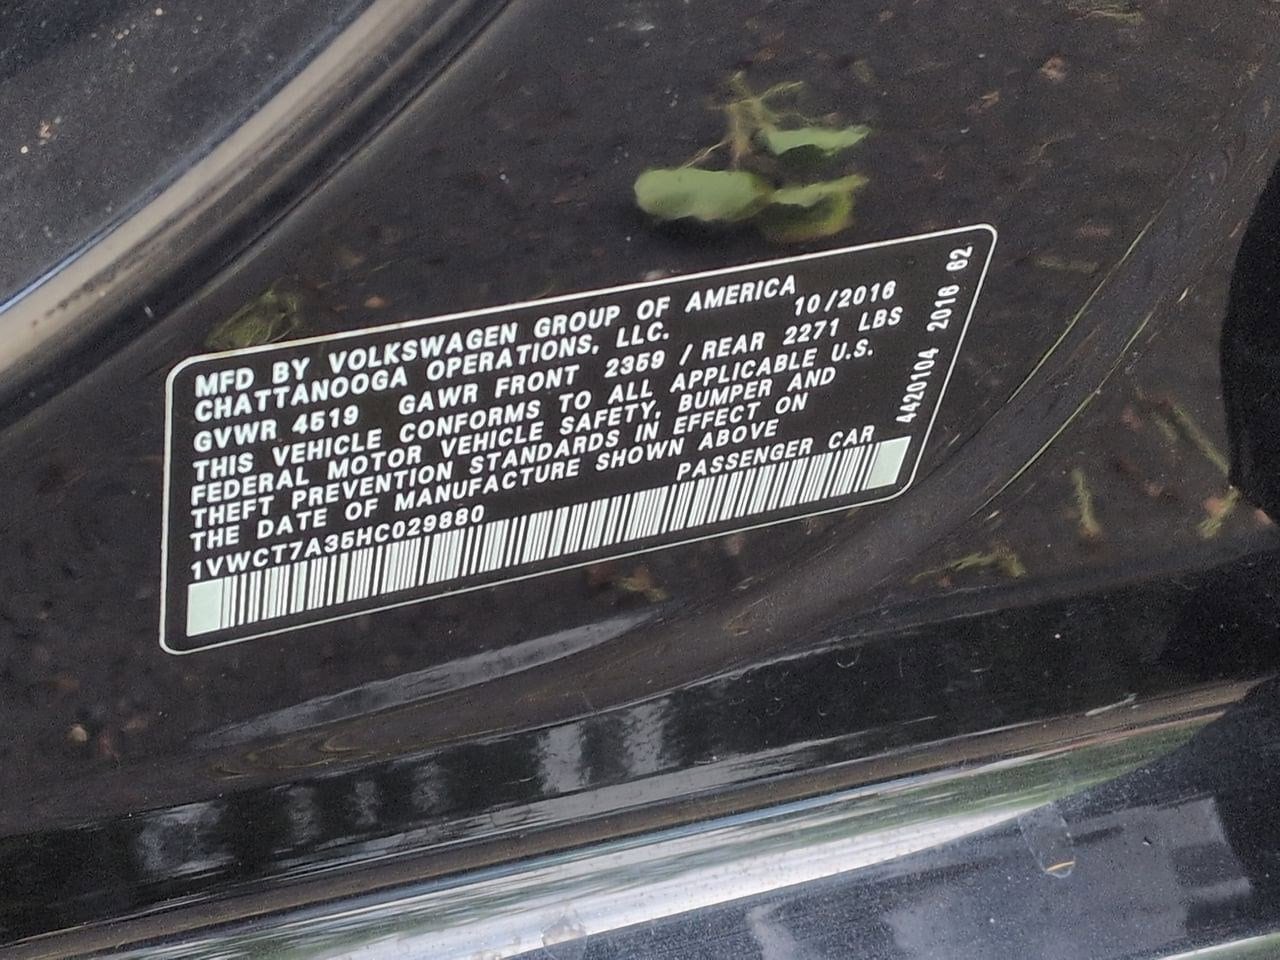 MFD BY VOLKSWAGEN GROUP OF AMERICA
CHATTANOOGA OPERATIONS, LLC. 10/2016
GVWR 4519 GAWR FRONT 2359 / REAR 2271 LBS
THIS VEHICLE CONFORMS TO ALL APPLICABLE U.S.
FEDERAL MOTOR VEHICLE SAFETY, BUMPER AND
THEFT PREVENTION STANDARDS IN EFFECT ON
THE DATE OF MANUFACTURE SHOWN ABOVE
1VWCT7A35HC029880 PASSENGER CAR
4420104 2016 62